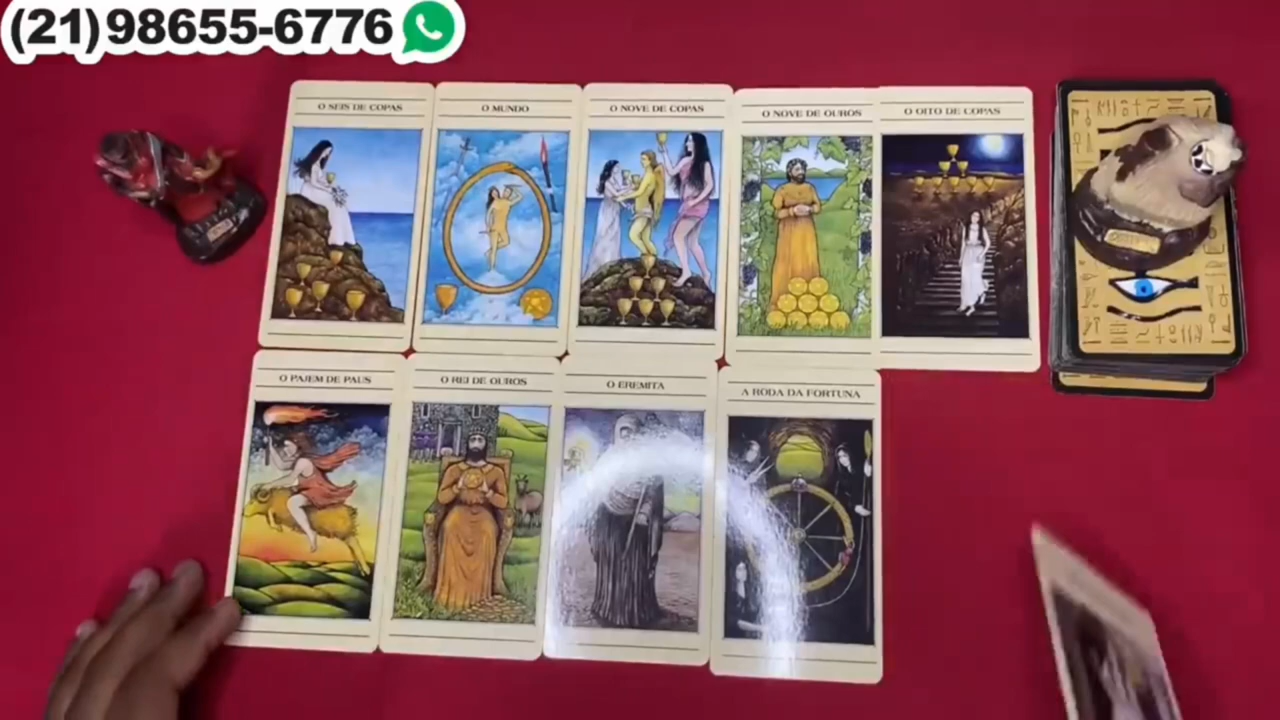 (21)98655-6776
O SEIS DE COPAS
O MUNDO
O NOVE DE COPAS
O NOVE DE OUROS
O OITO DE COPAS
O PAJEM DE PAUS
O REI DE OUROS
O EREMITA
A RODA DA FORTUNA